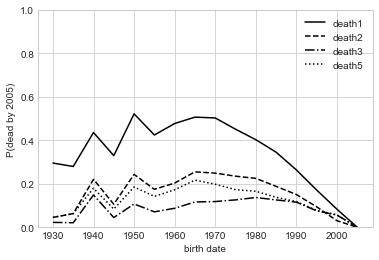 1.0
0.8
0.6
0.4
0.2
0.0
P(dead by 2005)
death1
death2
death3
death5
1930 1940 1950 1960 1970 1980 1990 2000
birth date